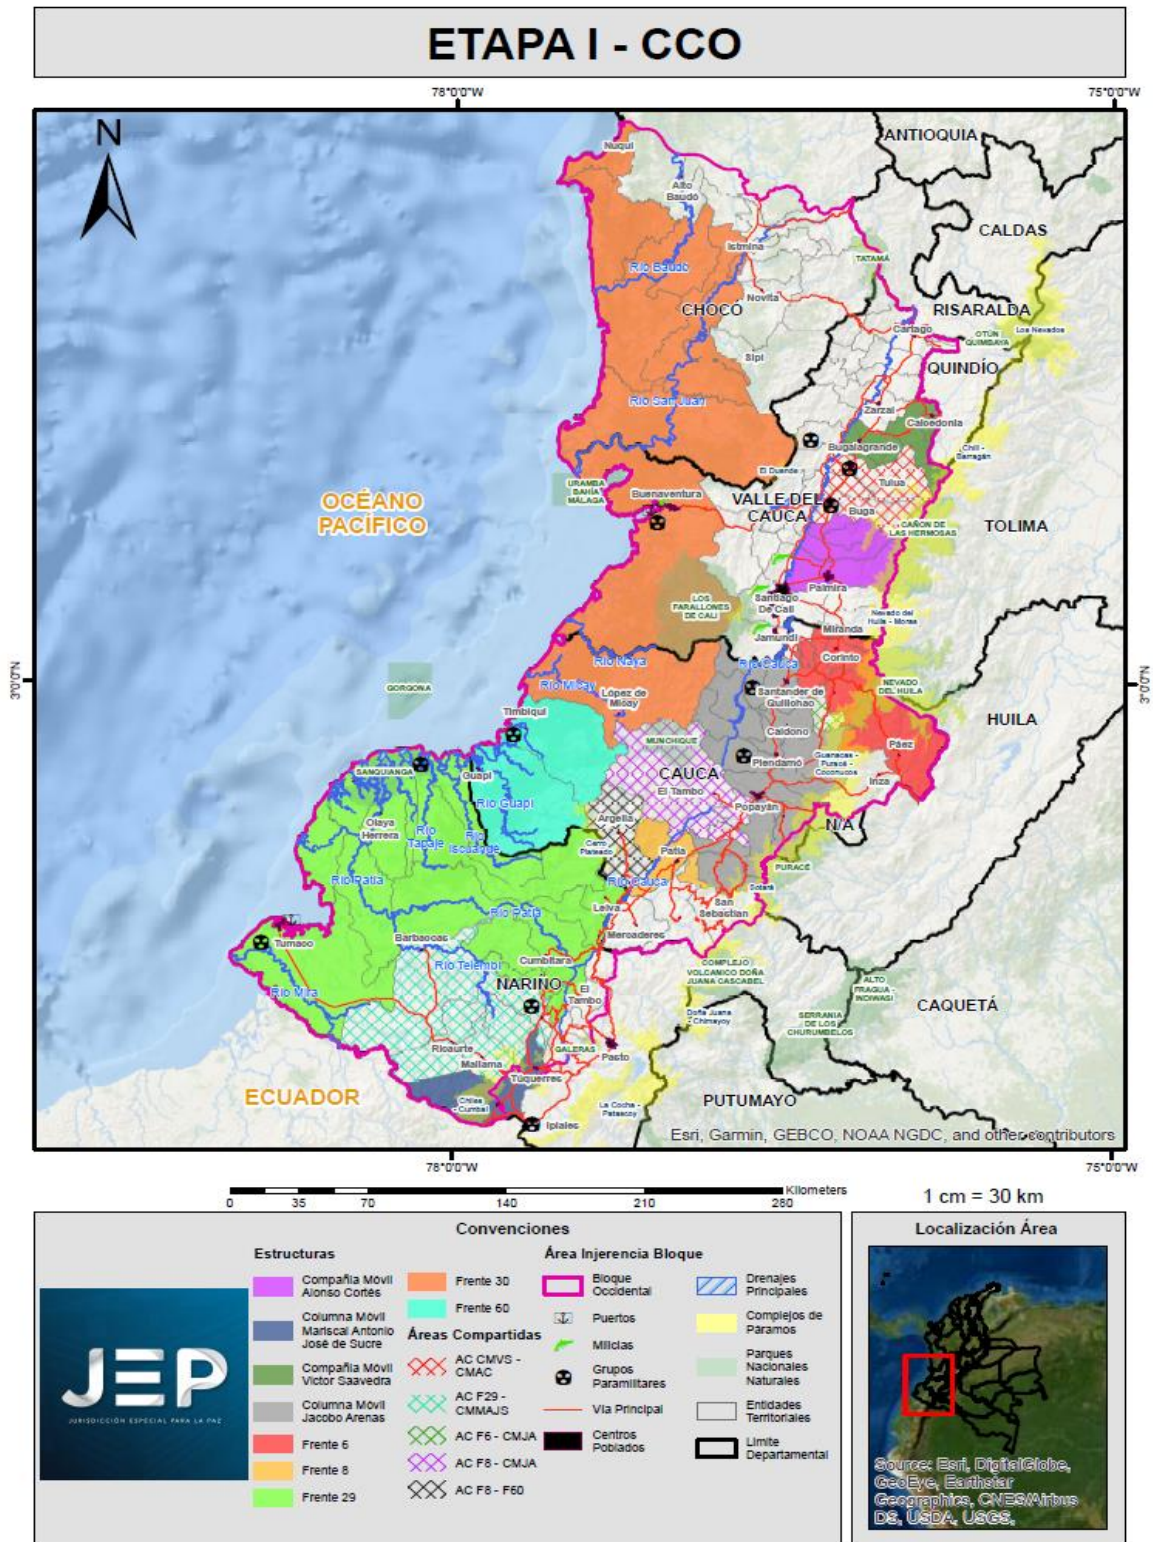 ETAPA I - CCO
78°0'0"W
75°0'0"W
N
ANTIOQUIA
Nuquí
Alto
Baudó
CALDAS
Istmina
TATAMÁ
Río Baudó
Novita
CHOCÓ
RISARALDA
Cartago
OTÚN
QUIMBAYA
Los Nevados
Sipí
QUINDÍO
Río San Juan
Zarzal
Caicedonia
Bugalagrande
Chili -
Barragán
El Duende
URAMBA
BAHÍA
MÁLAGA
Buenaventura
Tulua
OCÉANO
PACÍFICO
VALLE DEL
CAUCA
Buga
CAÑON DE
LAS HERMOSAS
TOLIMA
Palmira
LOS
FARALLONES
DE CALI
Santiago
De Cali
Nevado del
Huila - Moras
Miranda
Jamundí
Corinto
Río Naya
Río Cauca
3°0'0"N
3°0'0"N
GORGONA
Río Micay
López de
Micay
Santander de
Quilichao
NEVADO
DEL HUILA
HUILA
Timbiquí
Caldono
MUNCHIQUE
Páez
SANQUIANGA
Guapi
CAUCA
Piendamó
Guanacas -
Puracé -
Coconucos
Inza
El Tambo
Río Guapi
Popayán
Argelia
N/A
Olaya
Herrera
Río
Tapaje
Río
Iscuandé
Cerro
Plateado
Patía
PURACÉ
Río Patía
Río Cauca
Sotará
Leiva
San
Sebastian
Río Patía
Mercaderes
Tumaco
Barbacoas
Cumbitara
Río Telembí
COMPLEJO
VOLCANICO DOÑA
JUANA CASCABEL
NARIÑO
El
Tambo
ALTO
FRAGUA -
INDIWASI
Río Mira
CAQUETÁ
Doña Juana
- Chimayoy
SERRANIA
DE LOS
CHURUMBELOS
Ricaurte
GALERAS
Pasto
Mallama
Túquerres
ECUADOR
Chiles
- Cumbal
La Cocha -
Patascoy
PUTUMAYO
Ipiales
Esri, Garmin, GEBCO, NOAA NGDC, and other contributors
78°0'0"W
75°0'0"W
0 35 70 140 210 280 Kilometers
1 cm = 30 km
Convenciones
Estructuras
Compañía Móvil
Alonso Cortés
Columna Móvil
Mariscal Antonio
José de Sucre
Compañía Móvil
Victor Saavedra
Columna Móvil
Jacobo Arenas
Frente 6
Frente 8
Frente 29
Frente 30
Frente 60
Áreas Compartidas
AC CMVS -
CMAC
AC F29 -
CMMAJS
AC F6 - CMJA
AC F8 - CMJA
AC F8 - F60
Área Injerencia Bloque
Bloque
Occidental
Puertos
Milicias
Grupos
Paramilitares
Vía Principal
Centros
Poblados
Drenajes
Principales
Complejos de
Páramos
Parques
Nacionales
Naturales
Entidades
Territoriales
Limite
Departamental
JEP
JURISDICCIÓN ESPECIAL PARA LA PAZ
Localización Área
Source: Esri, DigitalGlobe,
GeoEye, Earthstar
Geographics, CNES/Airbus
DS, USDA, USGS,